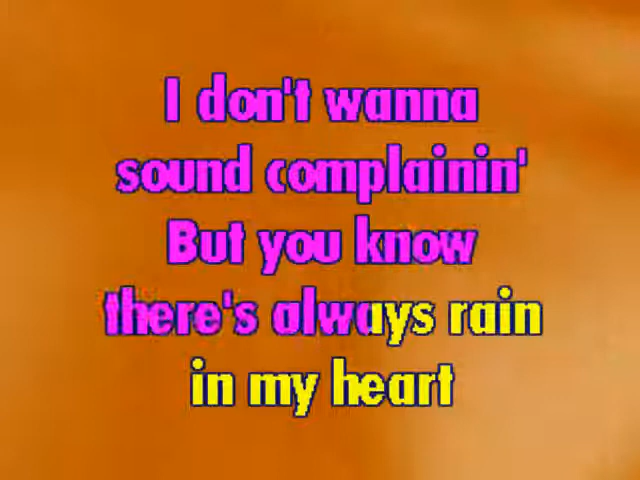 I don't wanna
sound complainin'
But you know
there's always rain
in my heart